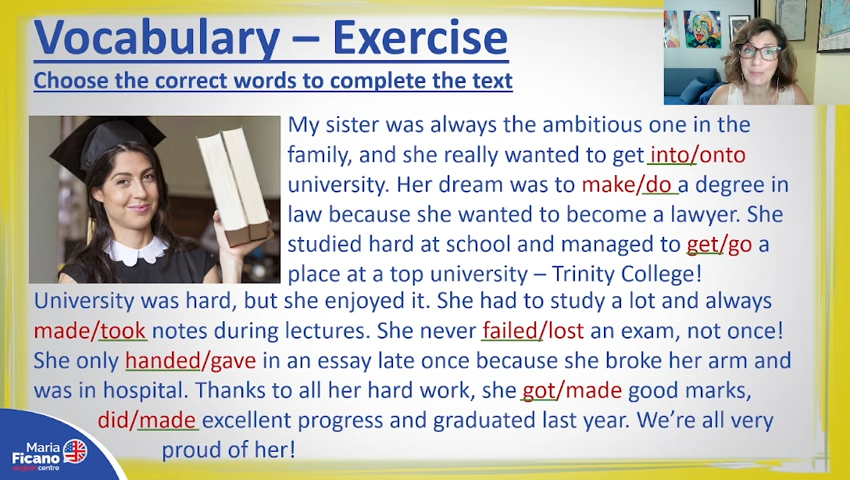 Vocabulary – Exercise
Choose the correct words to complete the text
My sister was always the ambitious one in the
family, and she really wanted to get into/onto
university. Her dream was to make/do a degree in
law because she wanted to become a lawyer. She
studied hard at school and managed to get/go a
place at a top university – Trinity College!
University was hard, but she enjoyed it. She had to study a lot and always
made/took notes during lectures. She never failed/lost an exam, not once!
She only handed/gave in an essay late once because she broke her arm and
was in hospital. Thanks to all her hard work, she got/made good marks,
did/made excellent progress and graduated last year. We’re all very
proud of her!
Maria
Ficano
english centre